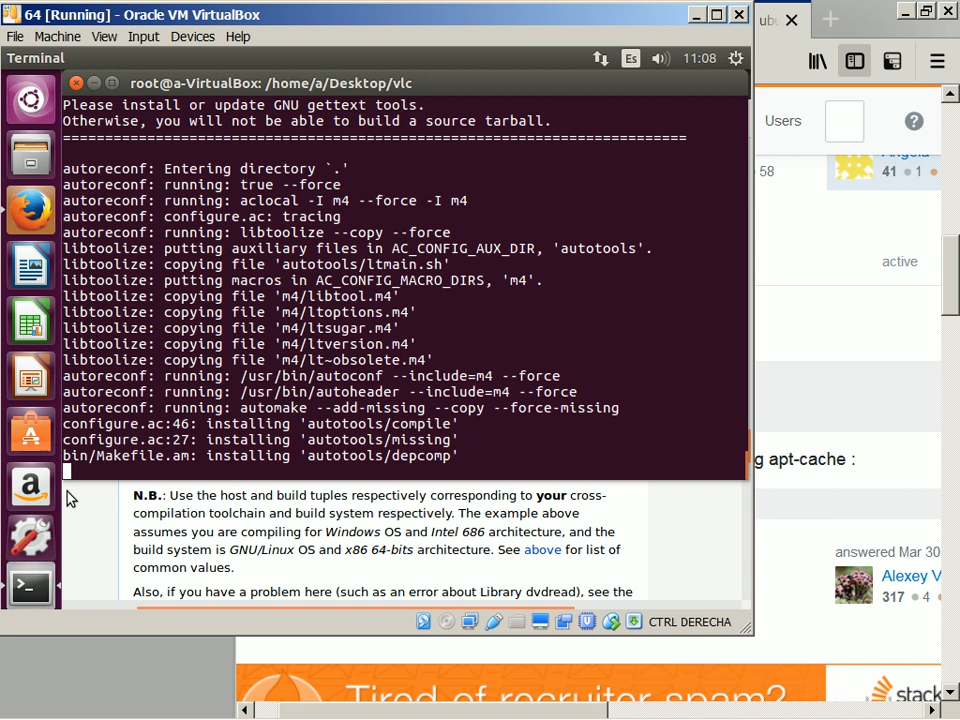 64 [Running] - Oracle VM VirtualBox
File Machine View Input Devices Help
Terminal
Es
11:08
root@a-VirtualBox: /home/a/Desktop/vlc
Please install or update GNU gettext tools.
Otherwise, you will not be able to build a source tarball.
==========================================================================
autoreconf: Entering directory `.'
autoreconf: running: true --force
autoreconf: running: aclocal -I m4 --force -I m4
autoreconf: configure.ac: tracing
autoreconf: running: libtoolize --copy --force
libtoolize: putting auxiliary files in AC_CONFIG_AUX_DIR, 'autotools'.
libtoolize: copying file 'autotools/ltmain.sh'
libtoolize: putting macros in AC_CONFIG_MACRO_DIRS, 'm4'.
libtoolize: copying file 'm4/libtool.m4'
libtoolize: copying file 'm4/ltoptions.m4'
libtoolize: copying file 'm4/ltsugar.m4'
libtoolize: copying file 'm4/ltversion.m4'
libtoolize: copying file 'm4/lt~obsolete.m4'
autoreconf: running: /usr/bin/autoconf --include=m4 --force
autoreconf: running: /usr/bin/autoheader --include=m4 --force
autoreconf: running: automake --add-missing --copy --force-missing
configure.ac:46: installing 'autotools/compile'
configure.ac:27: installing 'autotools/missing'
bin/Makefile.am: installing 'autotools/depcomp'
N.B.: Use the host and build tuples respectively corresponding to your cross-
compilation toolchain and build system respectively. The example above
assumes you are compiling for Windows OS and Intel 686 architecture, and the
build system is GNU/Linux OS and x86 64-bits architecture. See above for list of
common values.
Also, if you have a problem here (such as an error about Library dvdread), see the
CTRL DERECHA
ube
Users
58
41 1
active
g apt-cache :
answered Mar 30
Alexey V
317 4
Tired of recruiter spam?
stack